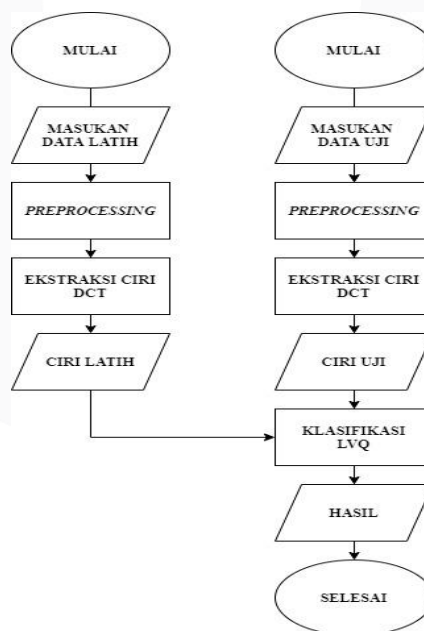 MULAI
MASUKAN
DATA LATIH
PREPROCESSING
EKSTRAKSI CIRI
DCT
CIRI LATIH
MULAI
MASUKAN
DATA UJI
PREPROCESSING
EKSTRAKSI CIRI
DCT
CIRI UJI
KLASIFIKASI
LVQ
HASIL
SELESAI